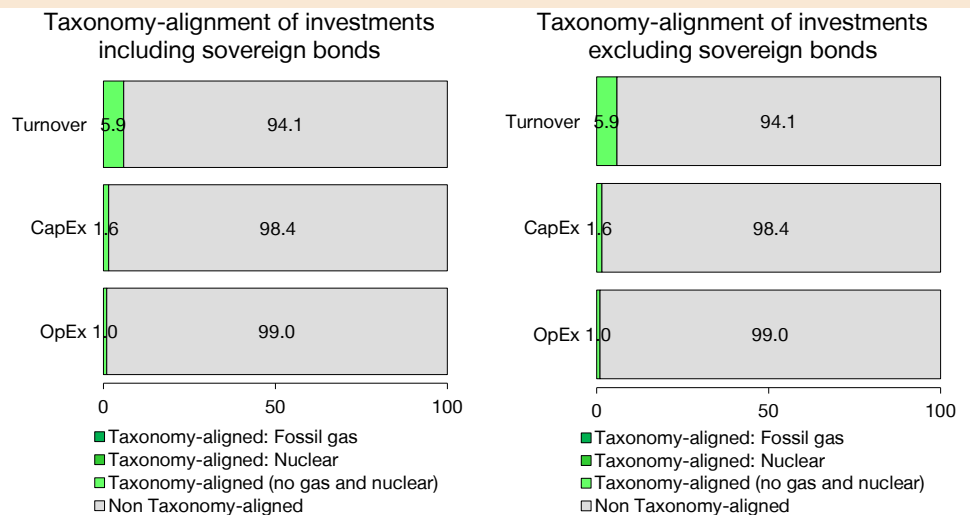 Taxonomy-alignment of investments
including sovereign bonds
Turnover 5.9 94.1
CapEx 1.6 98.4
OpEx 1.0 99.0
0 50 100
Taxonomy-aligned: Fossil gas
Taxonomy-aligned: Nuclear
Taxonomy-aligned (no gas and nuclear)
Non Taxonomy-aligned
Taxonomy-alignment of investments
excluding sovereign bonds
Turnover 5.9 94.1
CapEx 1.6 98.4
OpEx 1.0 99.0
0 50 100
Taxonomy-aligned: Fossil gas
Taxonomy-aligned: Nuclear
Taxonomy-aligned (no gas and nuclear)
Non Taxonomy-aligned